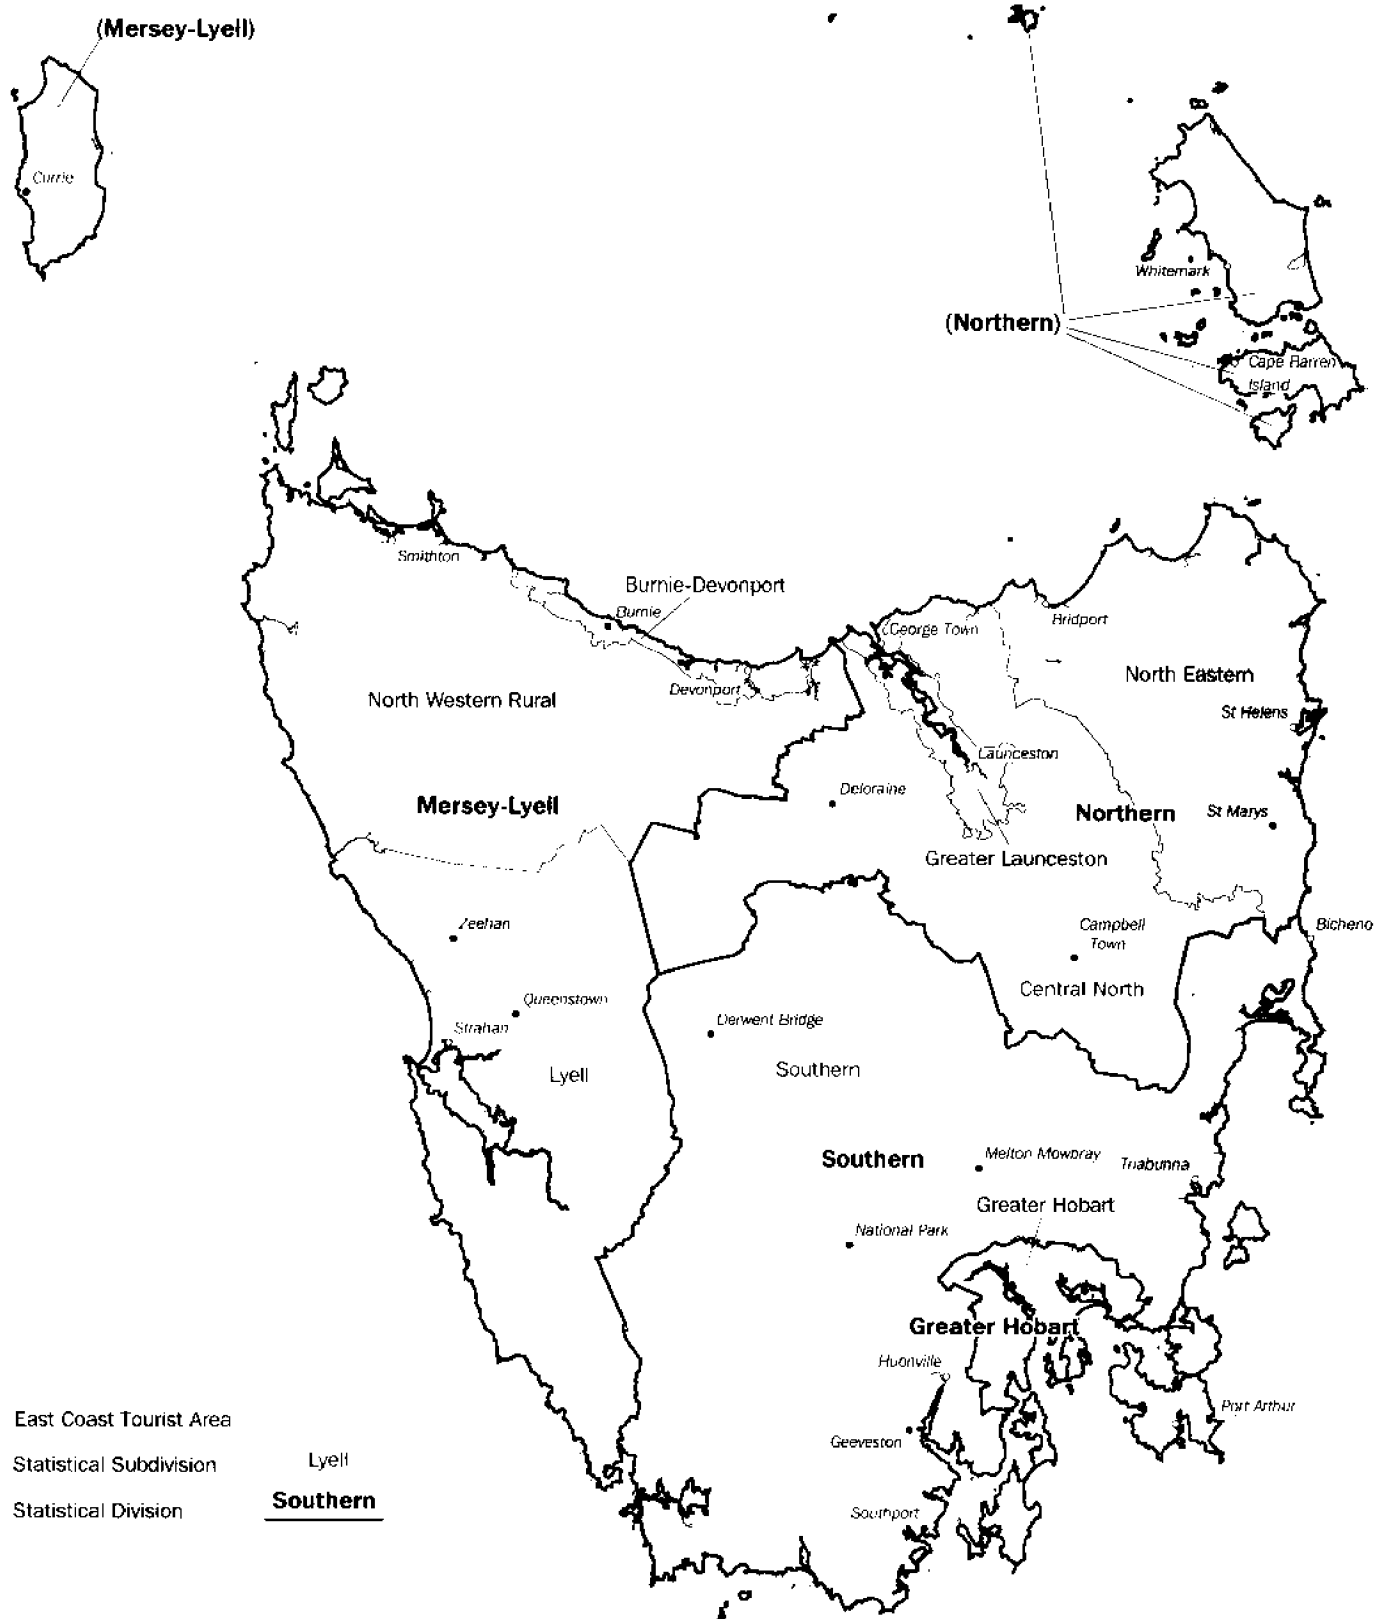 (Mersey-Lyell)
Currie
Whitemark
(Northern)
Cape Barren
Island
Smithton
Burnie-Devonport
Burnie
George Town
Bridport
North Eastern
Devonport
North Western Rural
St Helens
Launceston
Deloraine
Mersey-Lyell
Northern
St Marys
Greater Launceston
Zeehan
Campbell
Town
Bicheno
Central North
Queenstown
Strahan
Derwent Bridge
Lyell
Southern
Southern
Melton Mowbray
Triabunna
Greater Hobart
National Park
Greater Hobart
Huonville
Port Arthur
Geeveston
East Coast Tourist Area
Statistical Subdivision
Lyell
Statistical Division
Southern
Southport